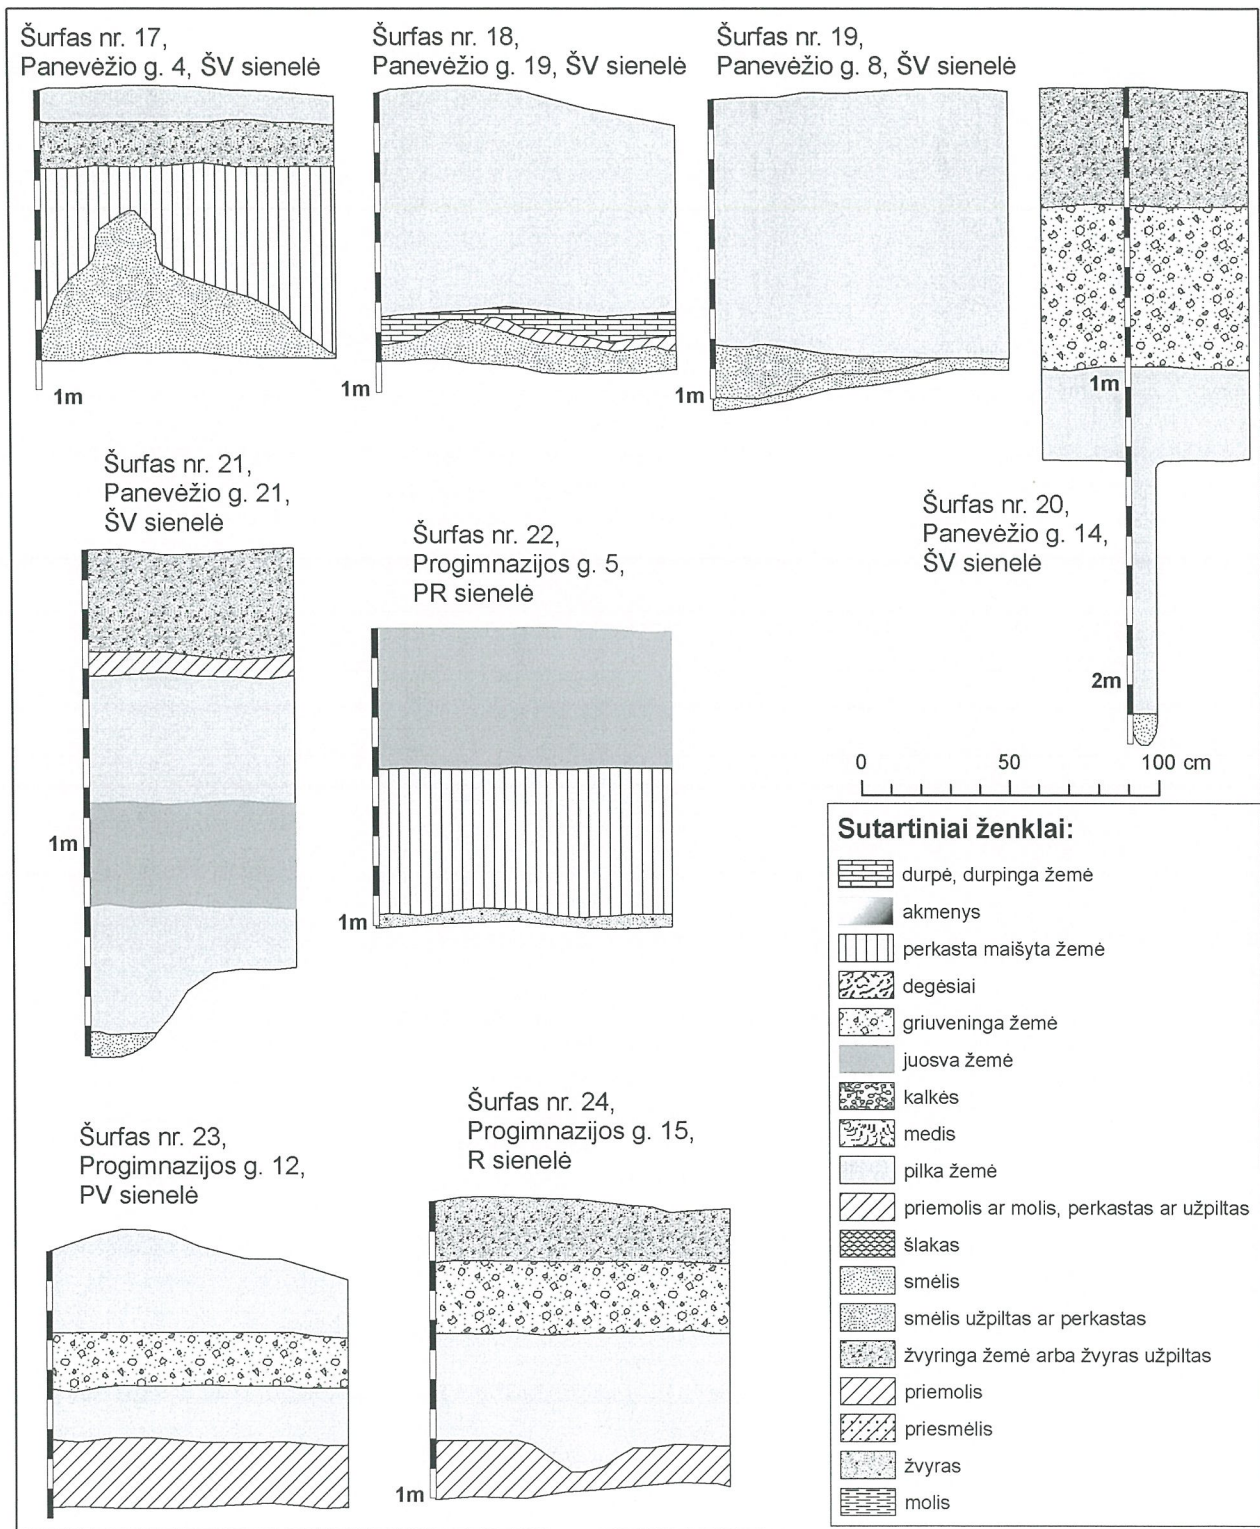 Šurfas nr. 17,
Panevėžio g. 4, ŠV sienelė
1m
Šurfas nr. 18,
Panevėžio g. 19, ŠV sienelė
1m
Šurfas nr. 19,
Panevėžio g. 8, ŠV sienelė
1m
1m
2m
Šurfas nr. 20,
Panevėžio g. 14,
ŠV sienelė
Šurfas nr. 21,
Panevėžio g. 21,
ŠV sienelė
1m
Šurfas nr. 22,
Progimnazijos g. 5,
PR sienelė
1m
0 50 100 cm
Šurfas nr. 23,
Progimnazijos g. 12,
PV sienelė
Šurfas nr. 24,
Progimnazijos g. 15,
R sienelė
1m
Sutartiniai ženklai:
durpė, durpinga žemė
akmenys
perkasta maišyta žemė
degėsiai
griuveninga žemė
juosva žemė
kalkės
medis
pilka žemė
priemolis ar molis, perkastas ar užpiltas
šlakas
smėlis
smėlis užpiltas ar perkastas
žvyringa žemė arba žvyras užpiltas
priemolis
priesmėlis
žvyras
molis